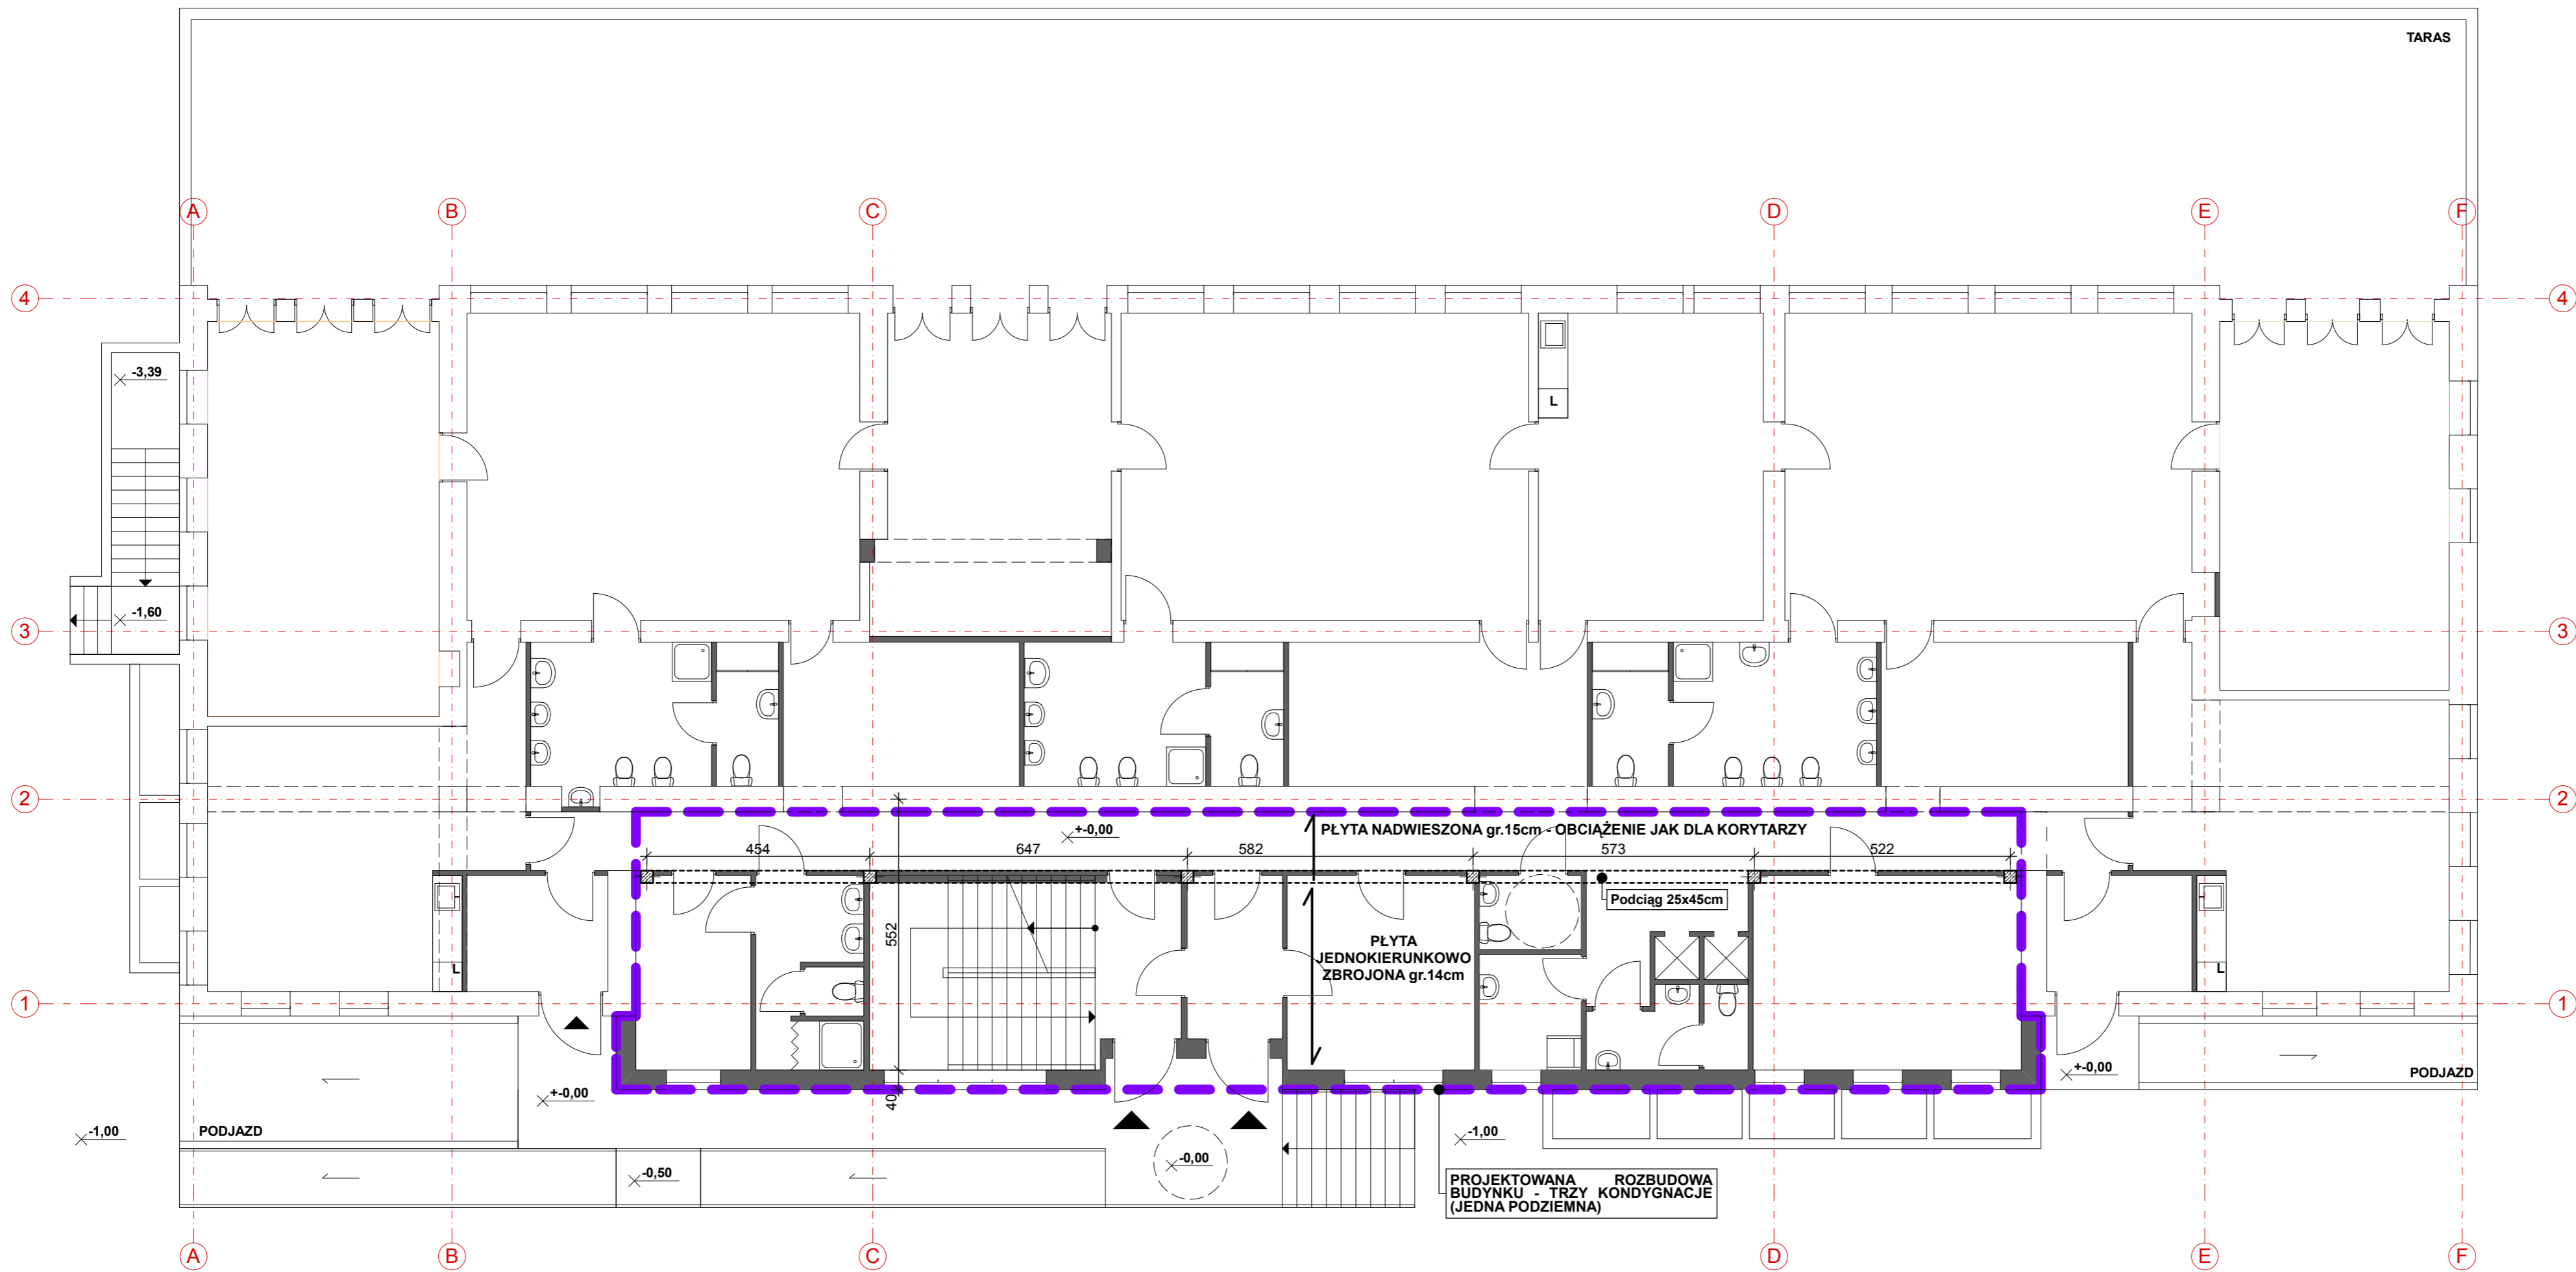 TARAS
A
B
C
D
E
F
4
4
-3,39
L
-1,60
3
3
2
2
+-0,00
PŁYTA NADWIESZONA gr.15cm - OBCIĄŻENIE JAK DLA KORYTARZY
454
647
582
573
522
Podciąg 25x45cm
552
PŁYTA
JEDNOKIERUNKOWO
ZBROJONA gr.14cm
L
L
1
1
40
+-0,00
+-0,00
PODJAZD
-1,00
PODJAZD
-1,00
-0,00
-0,50
PROJEKTOWANA ROZBUDOWA
BUDYNKU - TRZY KONDYGNACJE
(JEDNA PODZIEMNA)
A
B
C
D
E
F